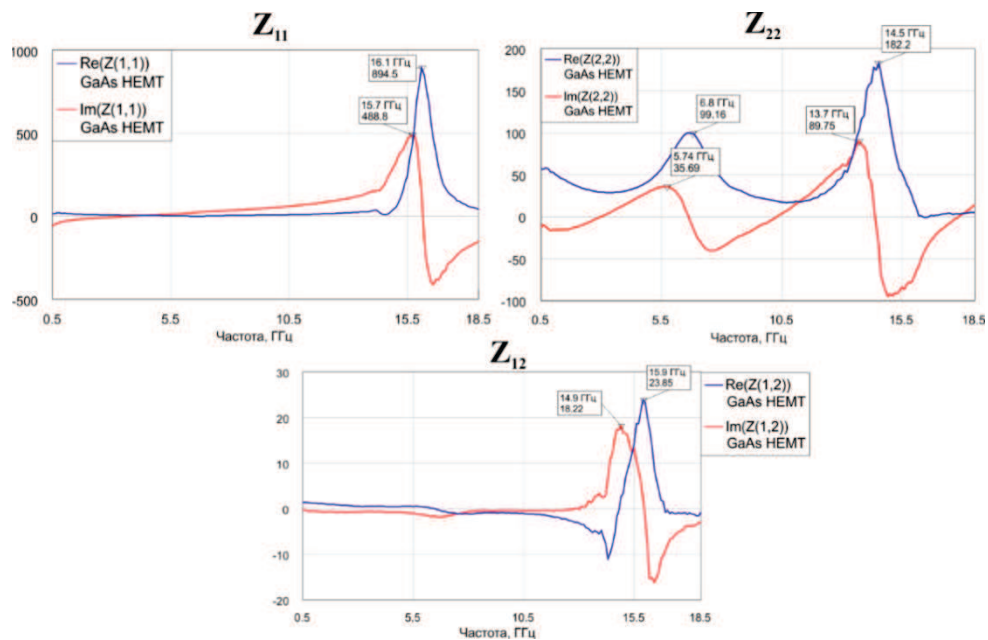 Z11
1000
500
0
-500
Re(Z(1,1))
GaAs HEMT
Im(Z(1,1))
GaAs HEMT
16.1 ГГц
894.5
15.7 ГГц
488.8
0.5 5.5 10.5 15.5 18.5
Частота, ГГц
Z22
200
150
100
50
0
-50
-100
Re(Z(2,2))
GaAs HEMT
Im(Z(2,2))
GaAs HEMT
6.8 ГГц
99.16
5.74 ГГц
35.69
14.5 ГГц
182.2
13.7 ГГц
89.75
0.5 5.5 10.5 15.5 18.5
Частота, ГГц
Z12
30
20
10
0
-10
-20
14.9 ГГц
18.22
15.9 ГГц
23.85
Re(Z(1,2))
GaAs HEMT
Im(Z(1,2))
GaAs HEMT
0.5 5.5 10.5 15.5 18.5
Частота, ГГц